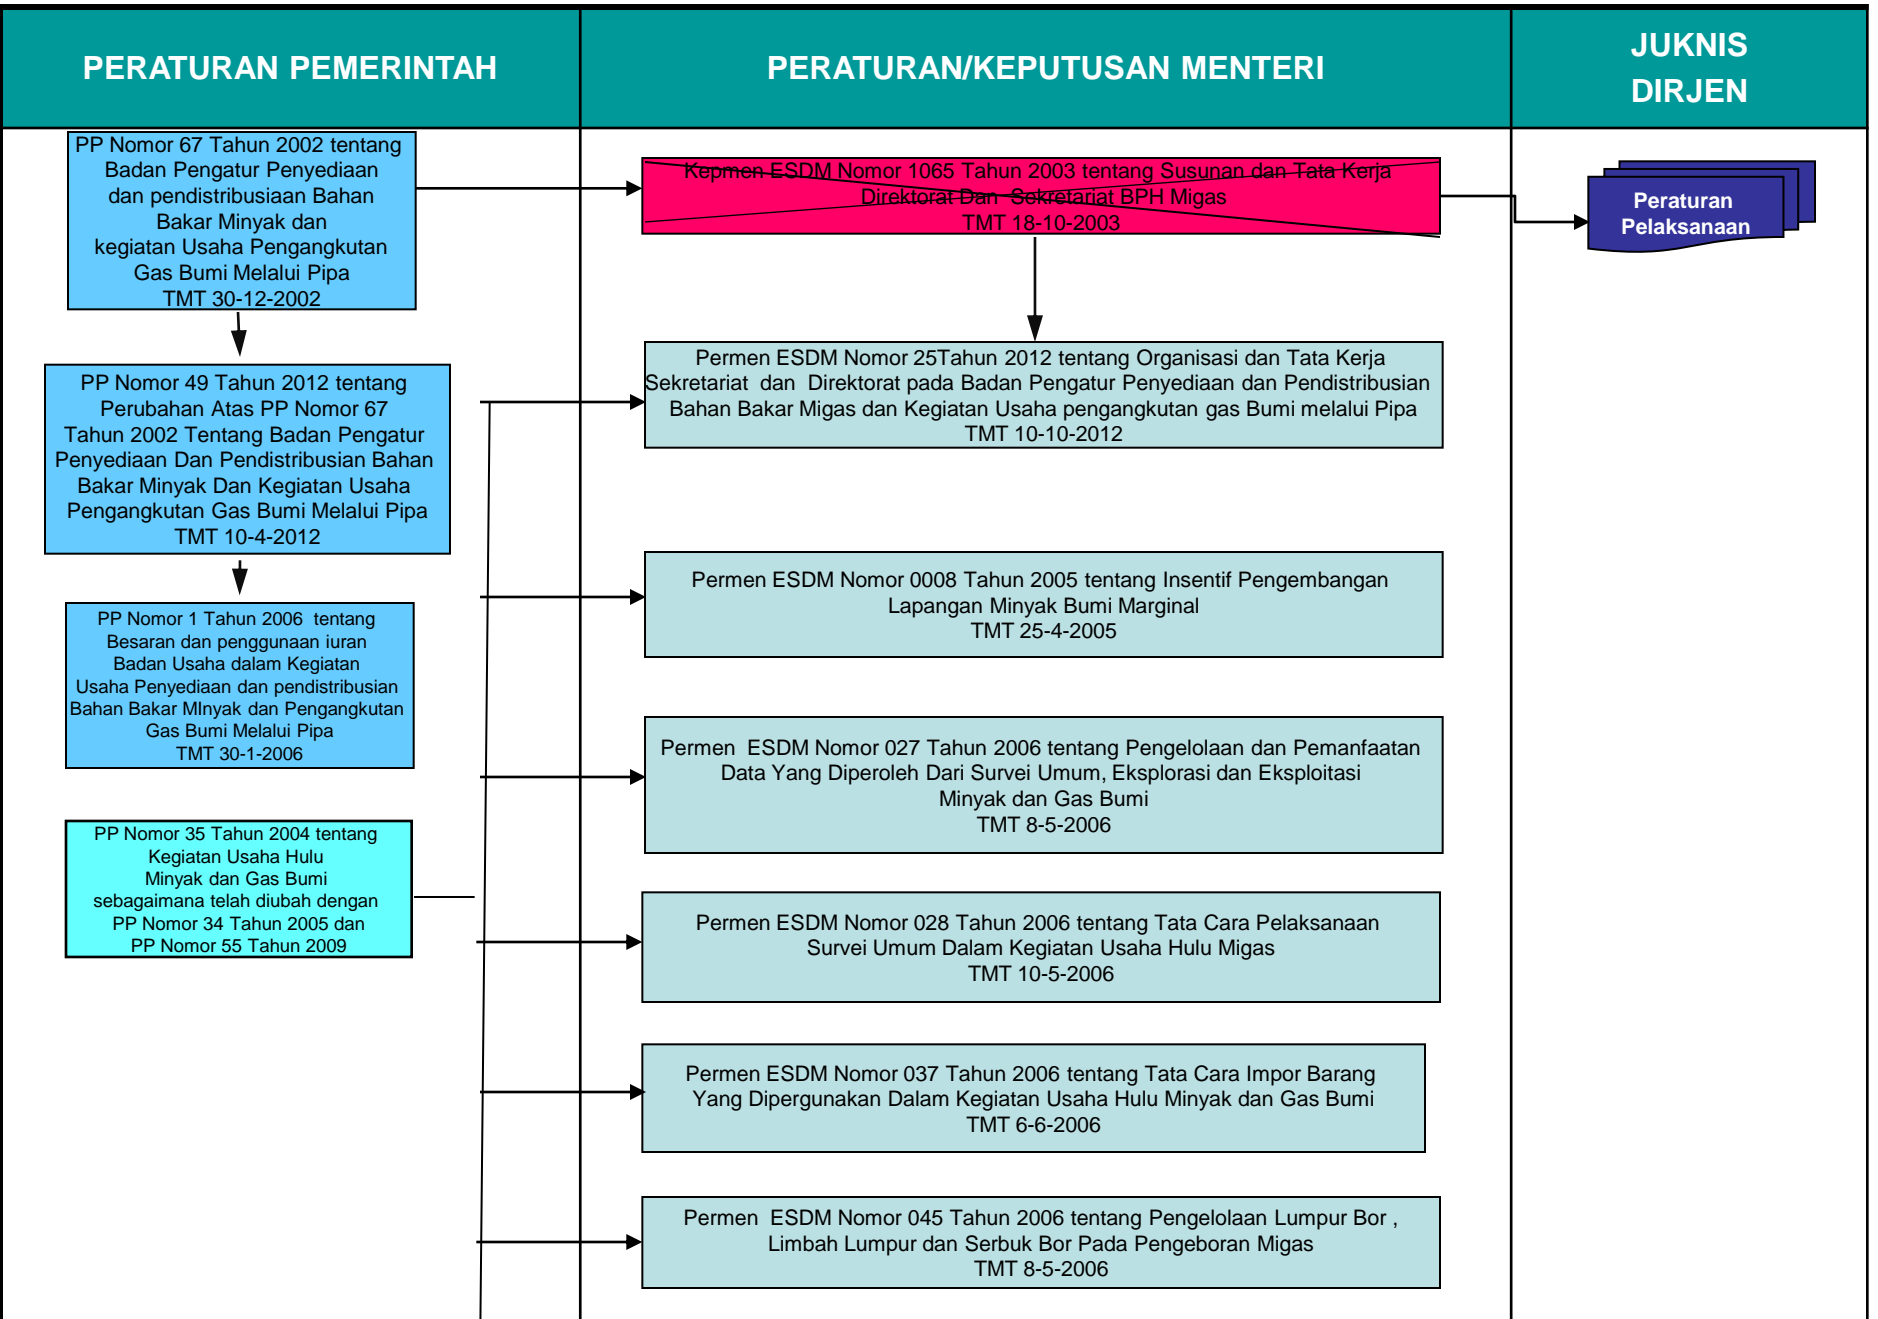 PERATURAN PEMERINTAH
PERATURAN/KEPUTUSAN MENTERI
JUKNIS
DIRJEN
PP Nomor 67 Tahun 2002 tentang
Badan Pengatur Penyediaan
dan pendistribusiaan Bahan
Bakar Minyak dan
kegiatan Usaha Pengangkutan
Gas Bumi Melalui Pipa
TMT 30-12-2002
PP Nomor 49 Tahun 2012 tentang
Perubahan Atas PP Nomor 67
Tahun 2002 Tentang Badan Pengatur
Penyediaan Dan Pendistribusian Bahan
Bakar Minyak Dan Kegiatan Usaha
Pengangkutan Gas Bumi Melalui Pipa
TMT 10-4-2012
PP Nomor 1 Tahun 2006 tentang
Besaran dan penggunaan iuran
Badan Usaha dalam Kegiatan
Usaha Penyediaan dan pendistribusian
Bahan Bakar MInyak dan Pengangkutan
Gas Bumi Melalui Pipa
TMT 30-1-2006
PP Nomor 35 Tahun 2004 tentang
Kegiatan Usaha Hulu
Minyak dan Gas Bumi
sebagaimana telah diubah dengan
PP Nomor 34 Tahun 2005 dan
PP Nomor 55 Tahun 2009
Kepmen ESDM Nomor 1065 Tahun 2003 tentang Susunan dan Tata Kerja
Direktorat Dan Sekretariat BPH Migas
TMT 18-10-2003
Permen ESDM Nomor 25Tahun 2012 tentang Organisasi dan Tata Kerja
Sekretariat dan Direktorat pada Badan Pengatur Penyediaan dan Pendistribusian
Bahan Bakar Migas dan Kegiatan Usaha pengangkutan gas Bumi melalui Pipa
TMT 10-10-2012
Permen ESDM Nomor 0008 Tahun 2005 tentang Insentif Pengembangan
Lapangan Minyak Bumi Marginal
TMT 25-4-2005
Permen ESDM Nomor 027 Tahun 2006 tentang Pengelolaan dan Pemanfaatan
Data Yang Diperoleh Dari Survei Umum, Eksplorasi dan Eksploitasi
Minyak dan Gas Bumi
TMT 8-5-2006
Permen ESDM Nomor 028 Tahun 2006 tentang Tata Cara Pelaksanaan
Survei Umum Dalam Kegiatan Usaha Hulu Migas
TMT 10-5-2006
Permen ESDM Nomor 037 Tahun 2006 tentang Tata Cara Impor Barang
Yang Dipergunakan Dalam Kegiatan Usaha Hulu Minyak dan Gas Bumi
TMT 6-6-2006
Permen ESDM Nomor 045 Tahun 2006 tentang Pengelolaan Lumpur Bor ,
Limbah Lumpur dan Serbuk Bor Pada Pengeboran Migas
TMT 8-5-2006
Peraturan
Pelaksanaan